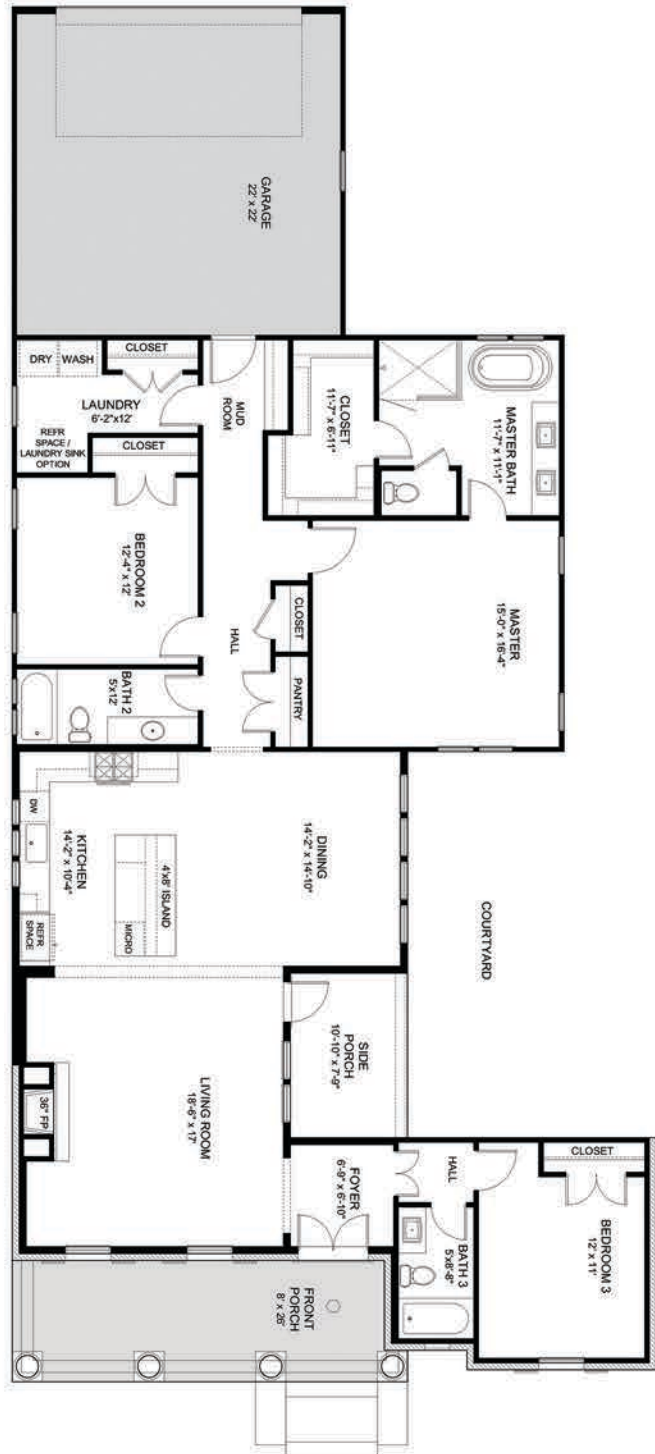 GARAGE
22' x 22'
CLOSET
DRY
WASH
LAUNDRY
6'-2"x12'
REFR
SPACE /
LAUNDRY SINK
OPTION
CLOSET
MUD
ROOM
CLOSET
11'-7" x 6'-11"
MASTER BATH
11'-7" x 11'-1"
BEDROOM 2
12'-4" x 12'
HALL
CLOSET
MASTER
15'-0" x 16'-4"
BATH 2
5'x12'
PANTRY
DW
KITCHEN
14'-2" x 10'-4"
REFR
SPACE
4'x8' ISLAND
MICRO
DINING
14'-2" x 14'-10"
COURTYARD
SIDE
PORCH
10'-10" x 7'-9"
LIVING ROOM
18'-6" x 17'
36" FP
FOYER
6'-9" x 6'-10"
HALL
CLOSET
BATH 3
5'x8'-8"
BEDROOM 3
12' x 11'
FRONT
PORCH
8' x 26'